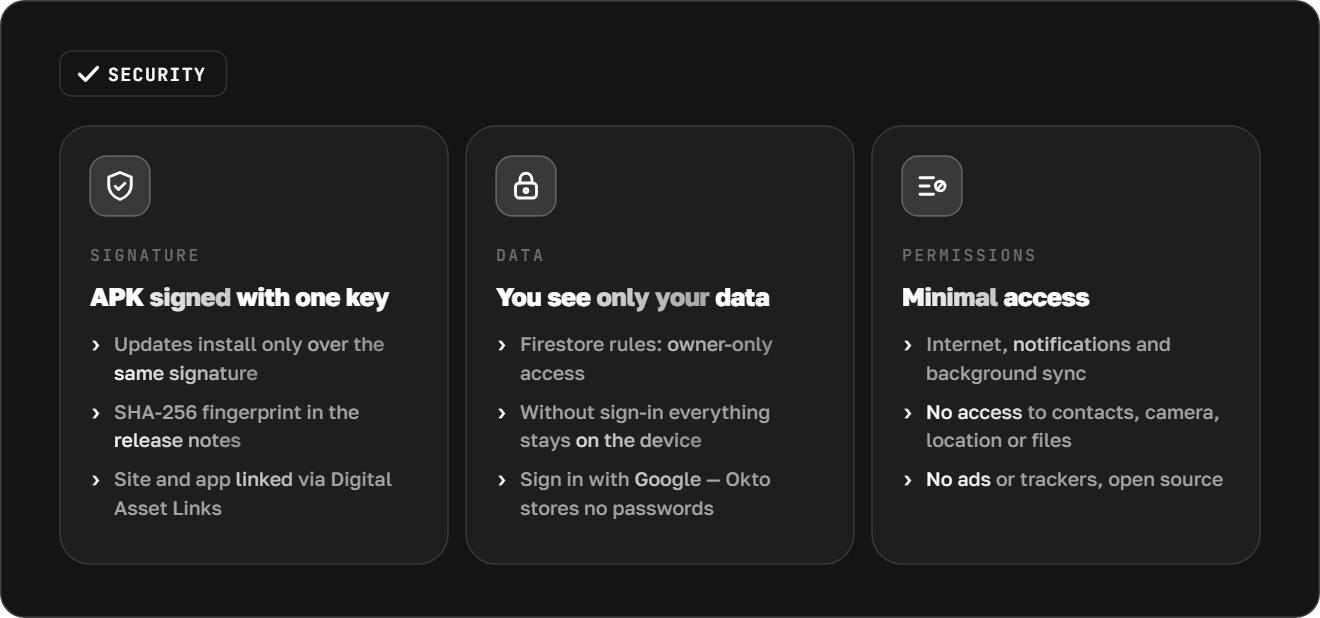 SECURITY
SIGNATURE
APK signed with one key
› Updates install only over the
same signature
› SHA-256 fingerprint in the
release notes
› Site and app linked via Digital
Asset Links
DATA
You see only your data
› Firestore rules: owner-only
access
› Without sign-in everything
stays on the device
› Sign in with Google — Okto
stores no passwords
PERMISSIONS
Minimal access
› Internet, notifications and
background sync
› No access to contacts, camera,
location or files
› No ads or trackers, open source